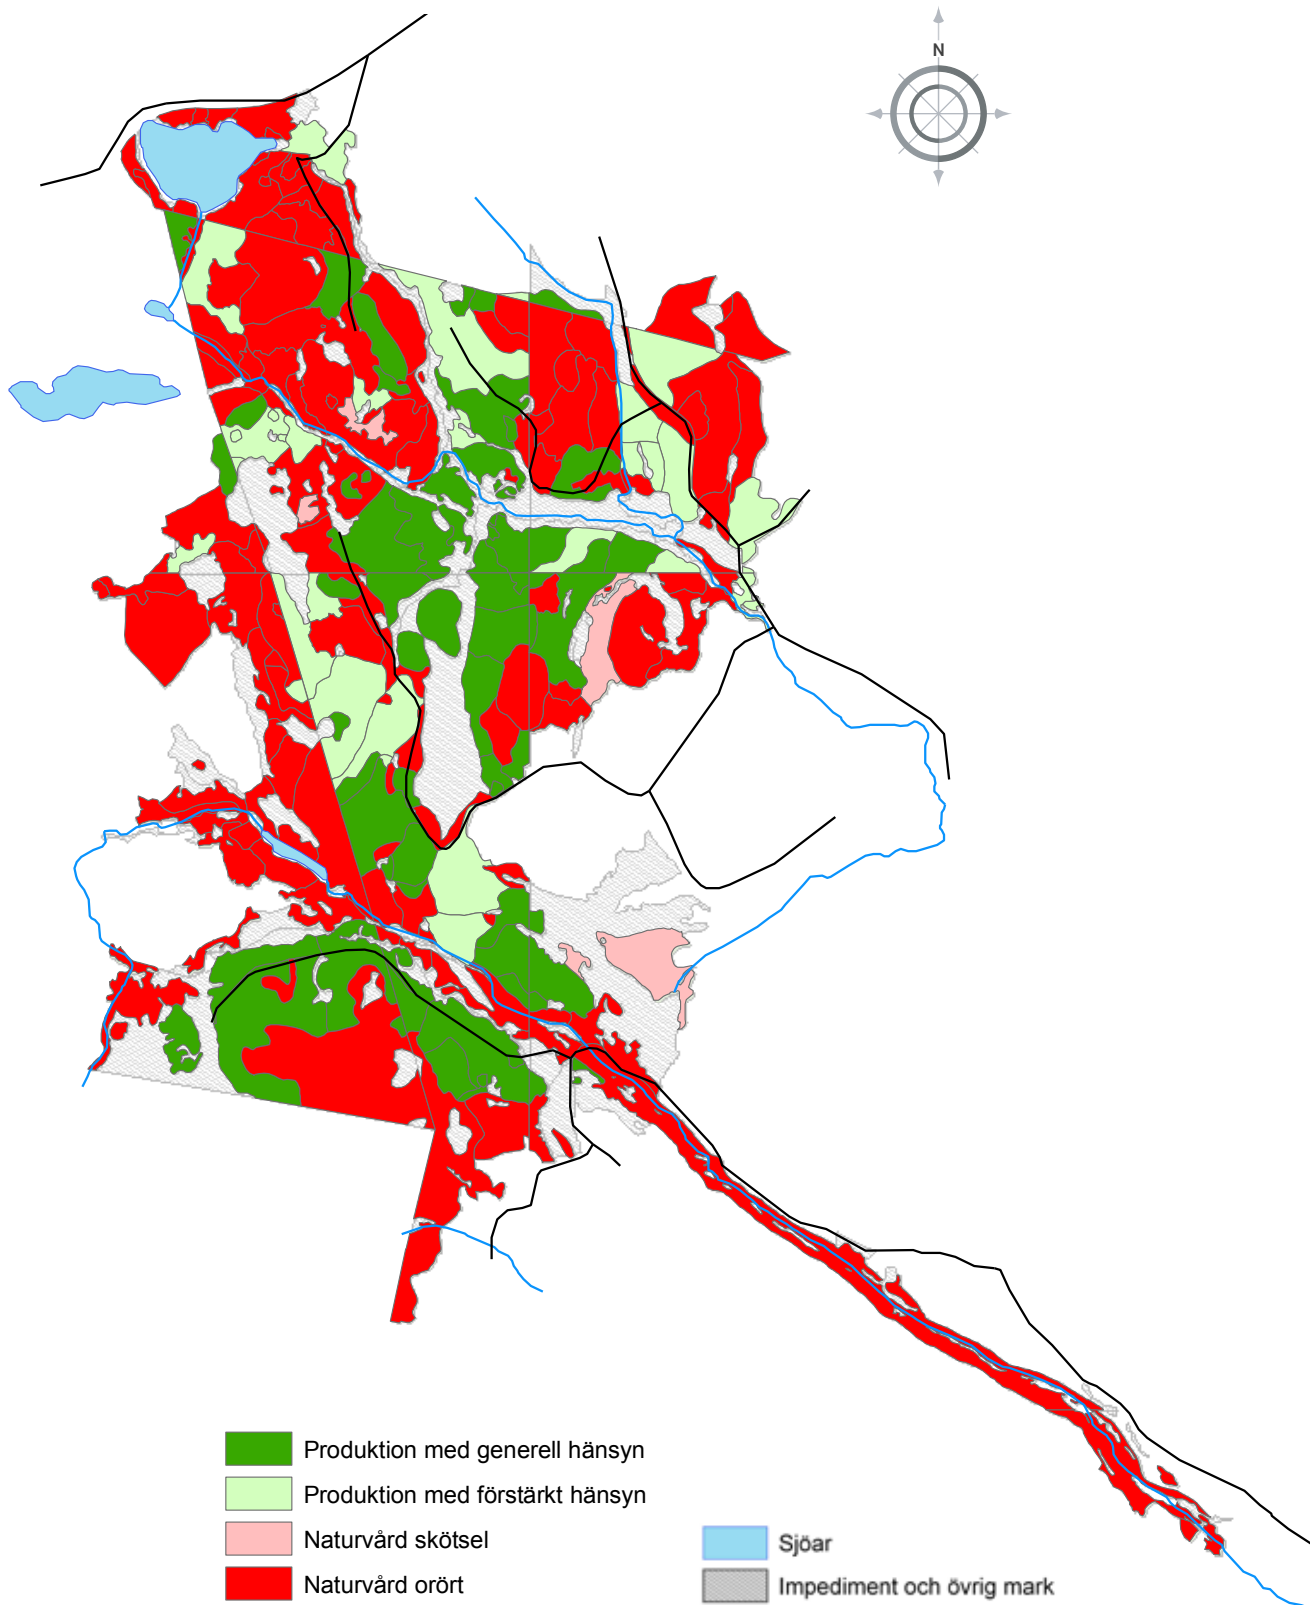 N
Produktion med generell hänsyn
Produktion med förstärkt hänsyn
Naturvård skötsel
Naturvård orört
Sjöar
Impediment och övrig mark